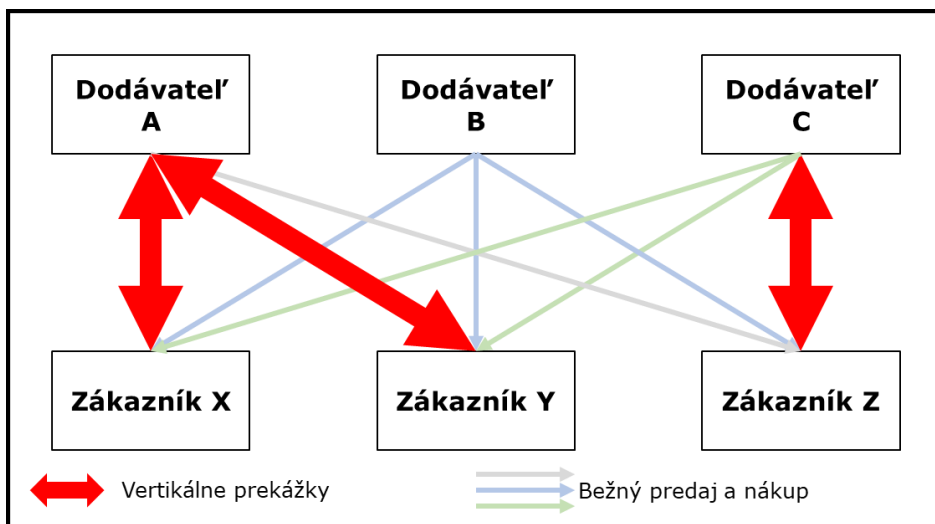 Dodávateľ
A
Dodávateľ
B
Dodávateľ
C
Zákazník X
Zákazník Y
Zákazník Z
Vertikálne prekážky
Bežný predaj a nákup